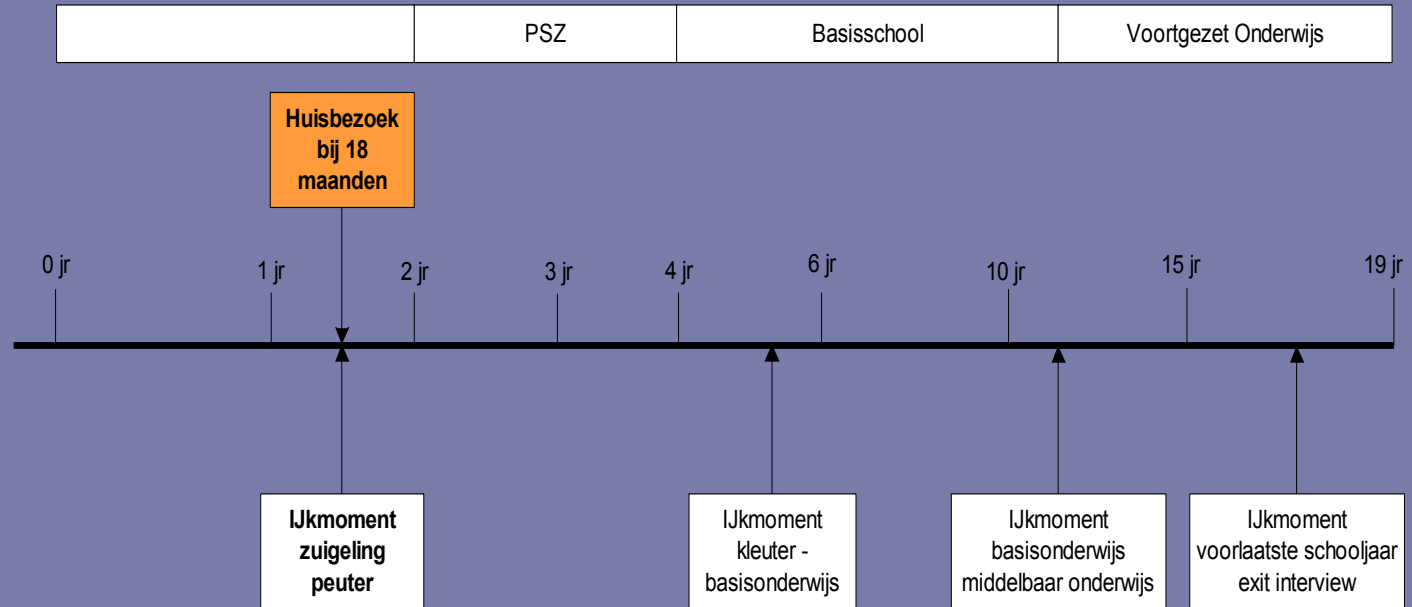 PSZ
Basisschool
Voortgezet Onderwijs
Huisbezoek
bij 18
maanden
0 jr
1 jr
2 jr
3 jr
4 jr
6 jr
10 jr
15 jr
19 jr
IJkmoment
zuigeling
peuter
IJkmoment
kleuter -
basisonderwijs
IJkmoment
basisonderwijs
middelbaar onderwijs
IJkmoment
voorlaatste schooljaar
exit interview